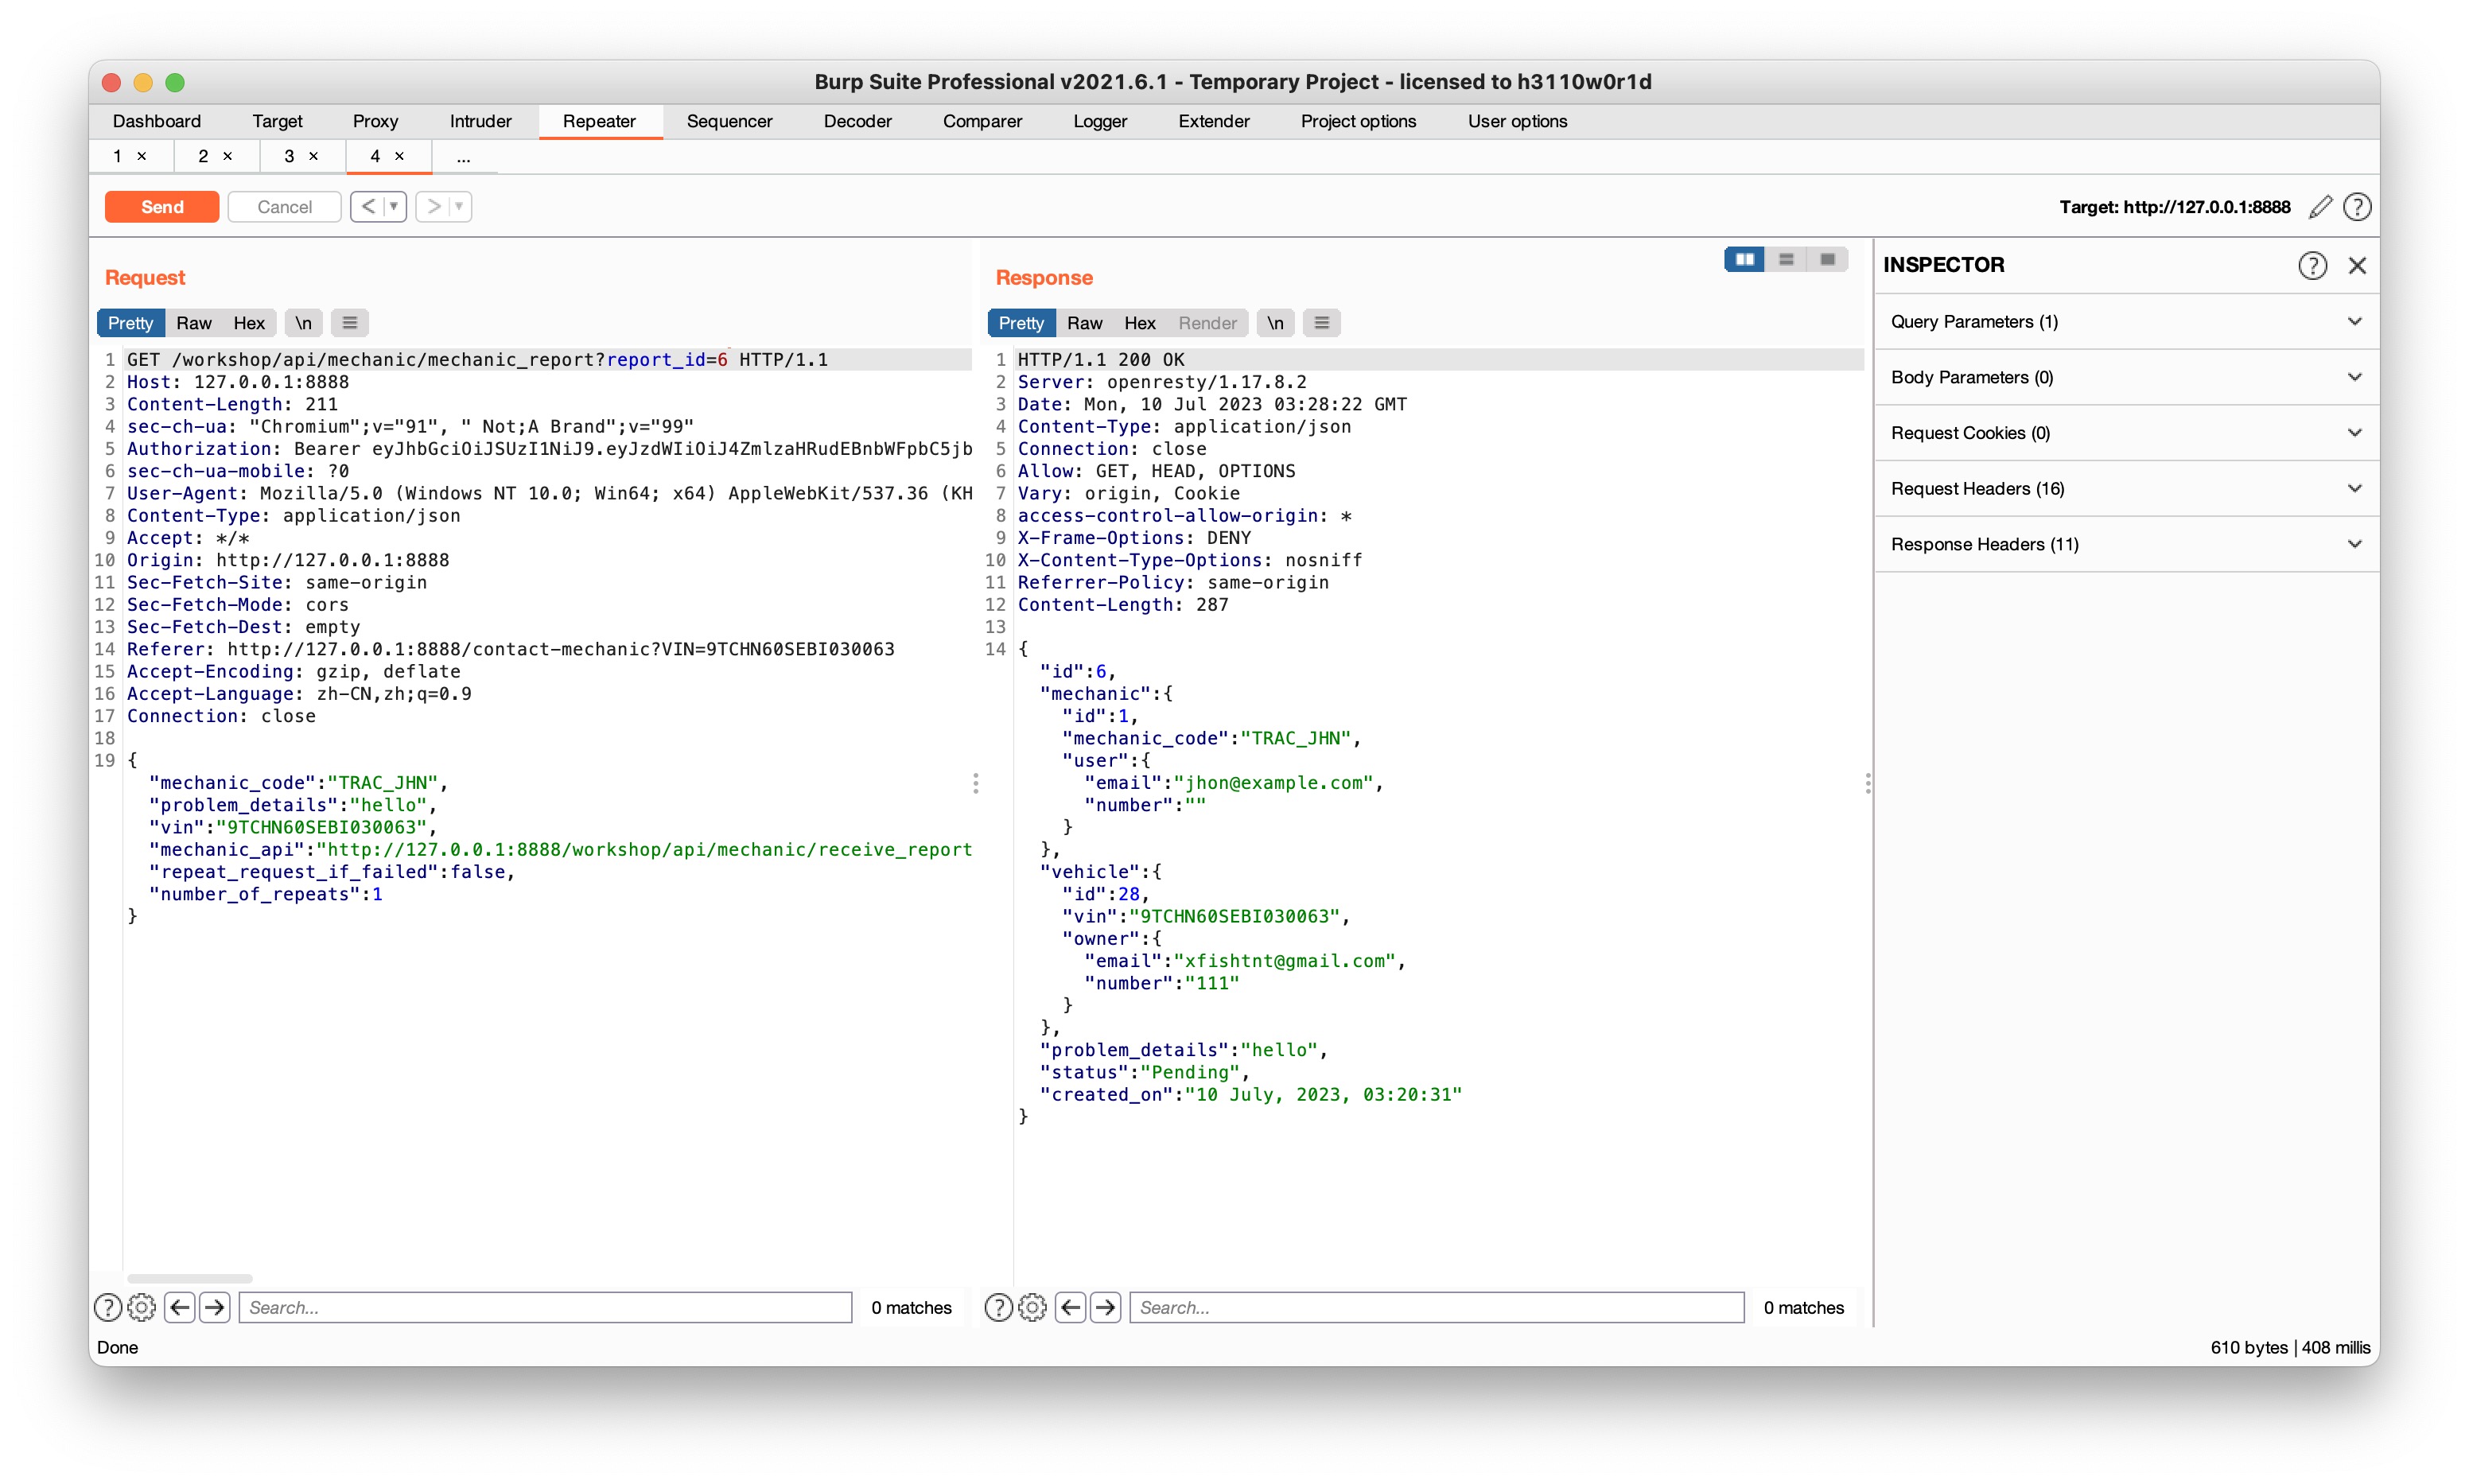 Burp Suite Professional v2021.6.1 - Temporary Project - licensed to h3110w0r1d
Dashboard Target Proxy Intruder Repeater Sequencer Decoder Comparer Logger Extender Project options User options
1 × 2 × 3 × 4 × ...
Send Cancel < > Target: http://127.0.0.1:8888 ?
Request
Pretty Raw Hex \n
1 GET /workshop/api/mechanic/mechanic_report?report_id=6 HTTP/1.1
2 Host: 127.0.0.1:8888
3 Content-Length: 211
4 sec-ch-ua: "Chromium";v="91", " Not;A Brand";v="99"
5 Authorization: Bearer eyJhbGciOiJSUzI1NiJ9.eyJzdWIiOiJ4ZmlzaHRudEBnbWFpbC5jb
6 sec-ch-ua-mobile: ?0
7 User-Agent: Mozilla/5.0 (Windows NT 10.0; Win64; x64) AppleWebKit/537.36 (KH
8 Content-Type: application/json
9 Accept: */*
10 Origin: http://127.0.0.1:8888
11 Sec-Fetch-Site: same-origin
12 Sec-Fetch-Mode: cors
13 Sec-Fetch-Dest: empty
14 Referer: http://127.0.0.1:8888/contact-mechanic?VIN=9TCHN60SEBI030063
15 Accept-Encoding: gzip, deflate
16 Accept-Language: zh-CN,zh;q=0.9
17 Connection: close
18
19 {
"mechanic_code":"TRAC_JHN",
"problem_details":"hello",
"vin":"9TCHN60SEBI030063",
"mechanic_api":"http://127.0.0.1:8888/workshop/api/mechanic/receive_report
"repeat_request_if_failed":false,
"number_of_repeats":1
}
? Search... 0 matches
Response
Pretty Raw Hex Render \n
1 HTTP/1.1 200 OK
2 Server: openresty/1.17.8.2
3 Date: Mon, 10 Jul 2023 03:28:22 GMT
4 Content-Type: application/json
5 Connection: close
6 Allow: GET, HEAD, OPTIONS
7 Vary: origin, Cookie
8 access-control-allow-origin: *
9 X-Frame-Options: DENY
10 X-Content-Type-Options: nosniff
11 Referrer-Policy: same-origin
12 Content-Length: 287
13
14 {
"id":6,
"mechanic":{
"id":1,
"mechanic_code":"TRAC_JHN",
"user":{
"email":"jhon@example.com",
"number":""
}
},
"vehicle":{
"id":28,
"vin":"9TCHN60SEBI030063",
"owner":{
"email":"xfishtnt@gmail.com",
"number":"111"
}
},
"problem_details":"hello",
"status":"Pending",
"created_on":"10 July, 2023, 03:20:31"
}
? Search... 0 matches
INSPECTOR ?
Query Parameters (1)
Body Parameters (0)
Request Cookies (0)
Request Headers (16)
Response Headers (11)
Done 610 bytes | 408 millis